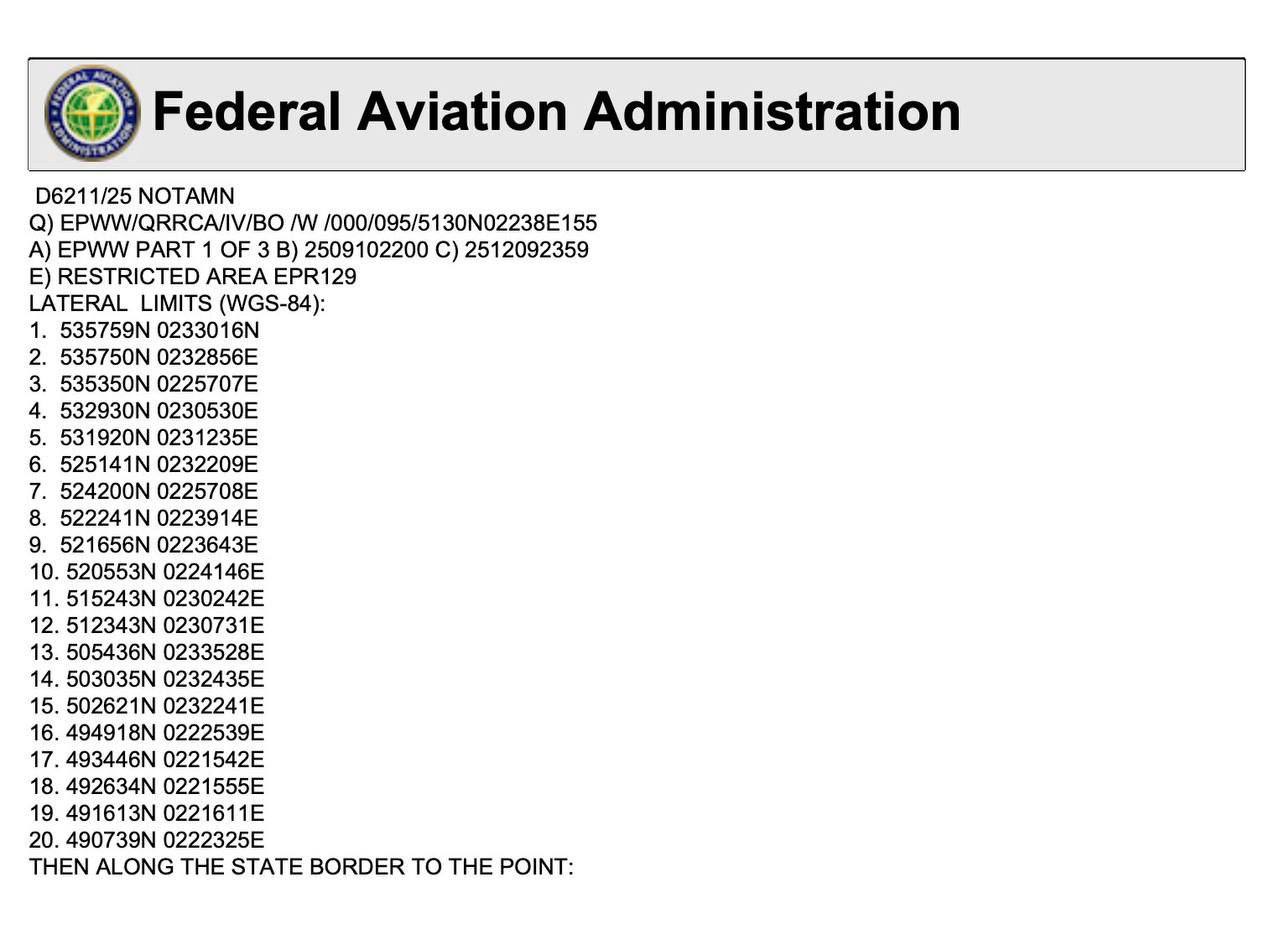 FEDERAL AVIATION
ADMINISTRATION
Federal Aviation Administration
D6211/25 NOTAMN
Q) EPWW/QRRCA/IV/BO /W /000/095/5130N02238E155
A) EPWW PART 1 OF 3 B) 2509102200 C) 2512092359
E) RESTRICTED AREA EPR129
LATERAL  LIMITS (WGS-84):
1.  535759N 0233016N
2.  535750N 0232856E
3.  535350N 0225707E
4.  532930N 0230530E
5.  531920N 0231235E
6.  525141N 0232209E
7.  524200N 0225708E
8.  522241N 0223914E
9.  521656N 0223643E
10. 520553N 0224146E
11. 515243N 0230242E
12. 512343N 0230731E
13. 505436N 0233528E
14. 503035N 0232435E
15. 502621N 0232241E
16. 494918N 0222539E
17. 493446N 0221542E
18. 492634N 0221555E
19. 491613N 0221611E
20. 490739N 0222325E
THEN ALONG THE STATE BORDER TO THE POINT: